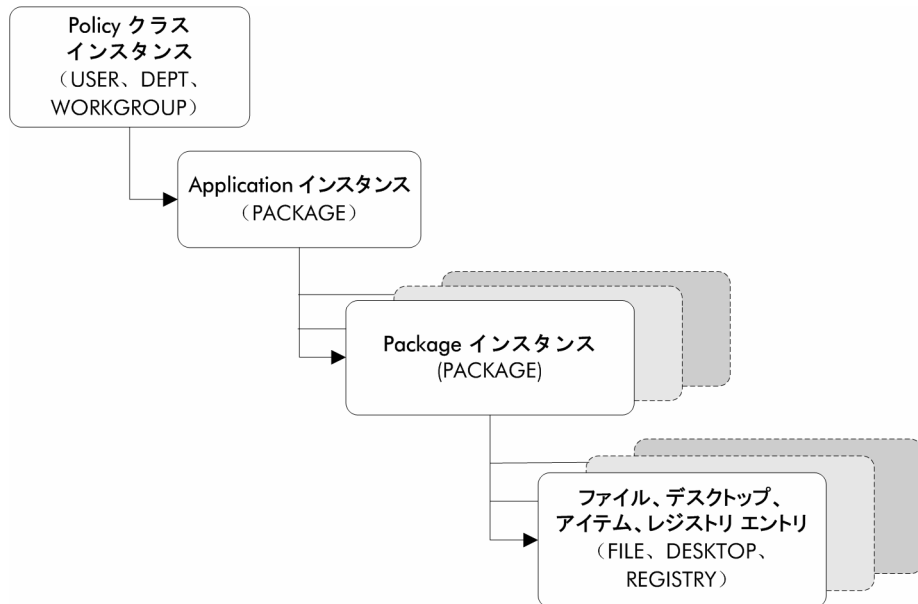 Policy クラス
インスタンス
（USER、DEPT、
WORKGROUP）
Application インスタンス
（PACKAGE）
Package インスタンス
(PACKAGE)
ファイル、デスクトップ、
アイテム、レジストリ エントリ
（FILE、DESKTOP、
REGISTRY）